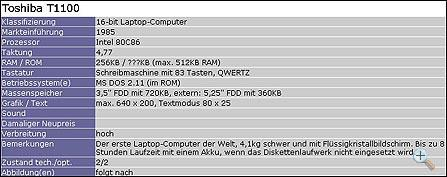 Toshiba T1100
Klassifizierung 16-bit Laptop-Computer
Markteinführung 1985
Prozessor Intel 80C86
Taktung 4,77
RAM / ROM 256KB / ???KB (max. 512KB RAM)
Tastatur Schreibmaschine mit 83 Tasten, QWERTZ
Betriebssystem(e) MS DOS 2.11 (im ROM)
Massenspeicher 3,5" FDD mit 720KB, extern: 5,25" FDD mit 360KB
Grafik / Text max. 640 x 200, Textmodus 80 x 25
Sound
Damaliger Neupreis
Verbreitung hoch
Bemerkungen Der erste Laptop-Computer der Welt, 4,1kg schwer und mit Flüssigkristallbildschirm. Bis zu 8
Stunden Laufzeit mit einem Akku, wenn das Diskettenlaufwerk nicht eingesetzt wird.
Zustand tech./opt. 2/2
Abbildung(en) folgt nach